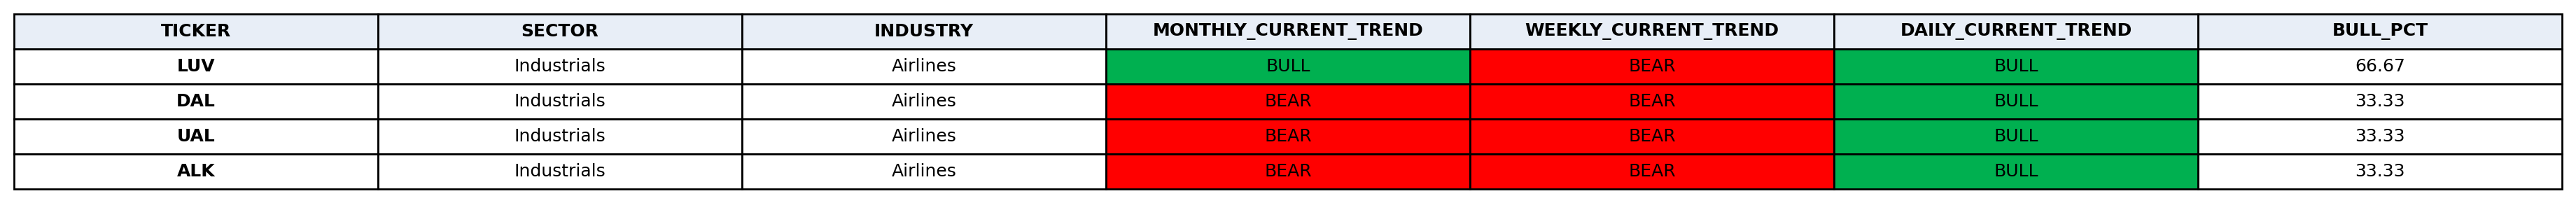 TICKER SECTOR INDUSTRY MONTHLY_CURRENT_TREND WEEKLY_CURRENT_TREND DAILY_CURRENT_TREND BULL_PCT
LUV Industrials Airlines BULL BEAR BULL 66.67
DAL Industrials Airlines BEAR BEAR BULL 33.33
UAL Industrials Airlines BEAR BEAR BULL 33.33
ALK Industrials Airlines BEAR BEAR BULL 33.33